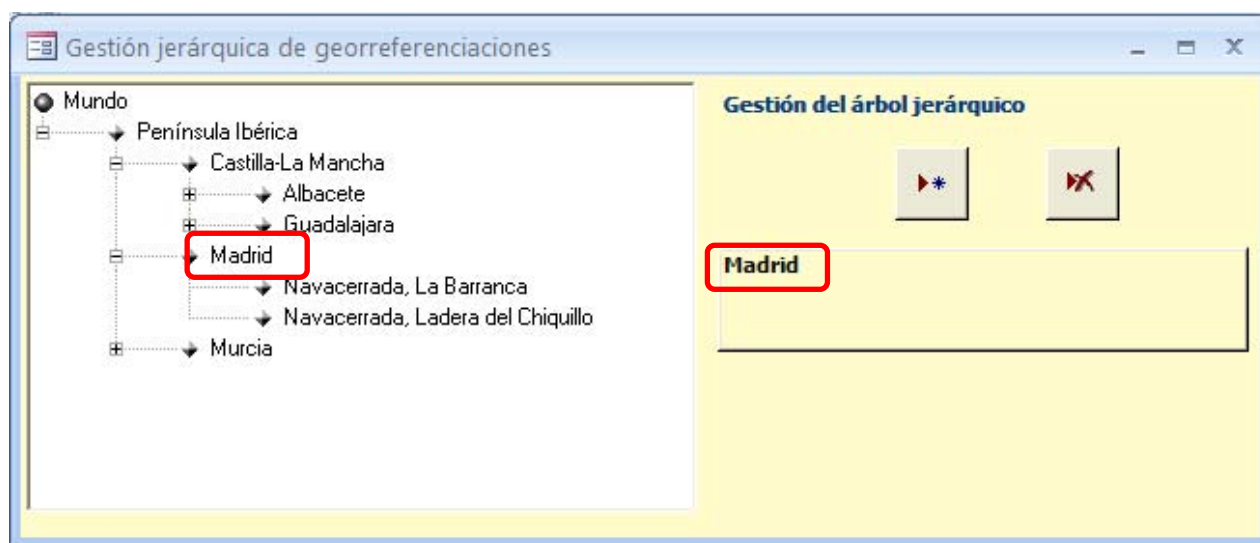 Gestión jerárquica de georreferenciaciones
Mundo
Península Ibérica
Castilla-La Mancha
Albacete
Guadalajara
Madrid
Navacerrada, La Barranca
Navacerrada, Ladera del Chiquillo
Murcia
Gestión del árbol jerárquico
Madrid